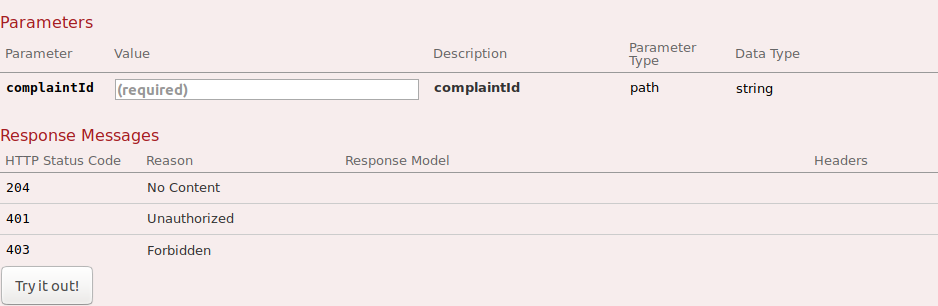 Parameters
Parameter Value Description Parameter Type Data Type
complaintId (required) complaintId path string
Response Messages
HTTP Status Code Reason Response Model Headers
204 No Content
401 Unauthorized
403 Forbidden
Try it out!